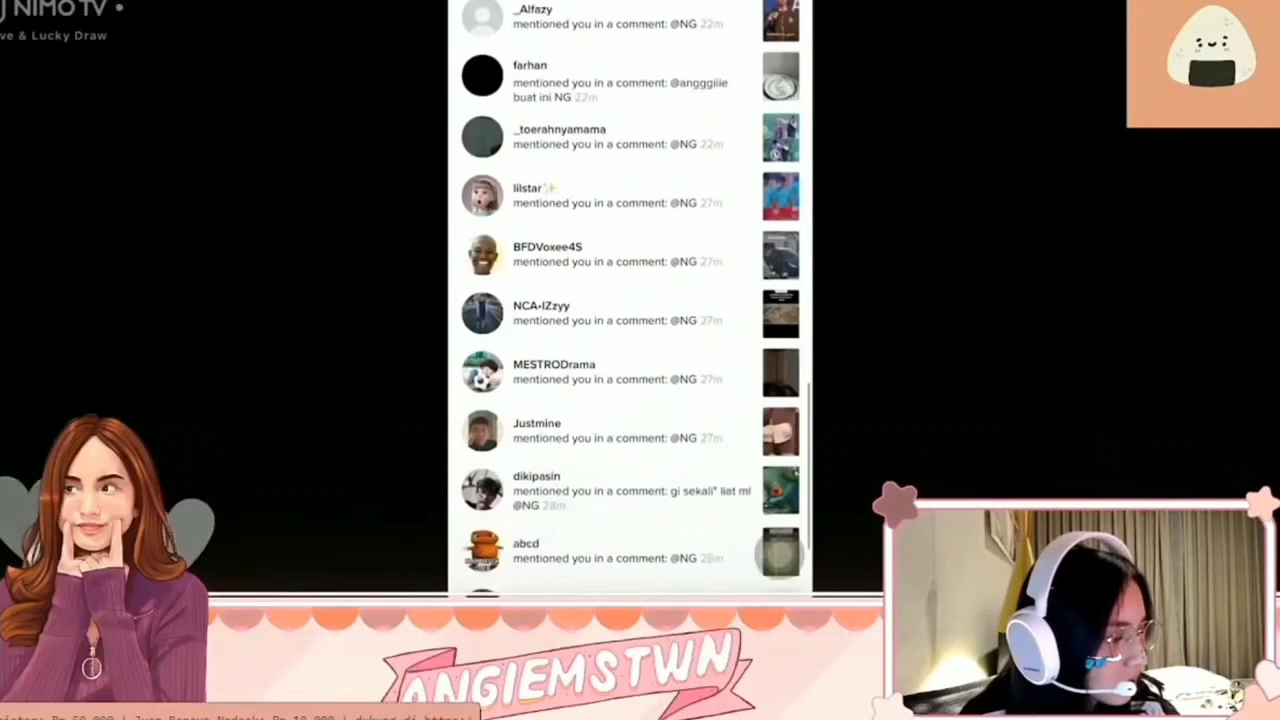 NIMO TV •
ve & Lucky Draw
_Alfazy
mentioned you in a comment: @NG 22m
farhan
mentioned you in a comment: @angggiiie
buat ini NG 22m
_toerahnyamama
mentioned you in a comment: @NG 22m
lilstar✨
mentioned you in a comment: @NG 27m
BFDVoxee4S
mentioned you in a comment: @NG 27m
NCA•IZzyy
mentioned you in a comment: @NG 27m
MESTRODrama
mentioned you in a comment: @NG 27m
Justmine
mentioned you in a comment: @NG 27m
dikipasin
mentioned you in a comment: gi sekali" liat ml
@NG 28m
abcd
mentioned you in a comment: @NG 28m
ANGIEMSTWN